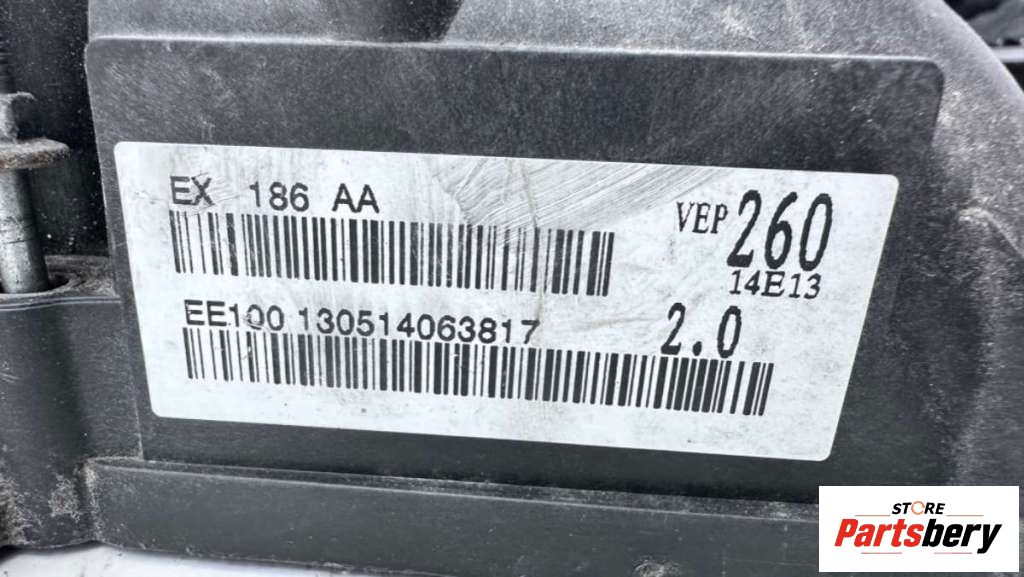 EX 186 AA
VEP 260
14E13
EE100 130514063817
2.0
STORE
Partsbery